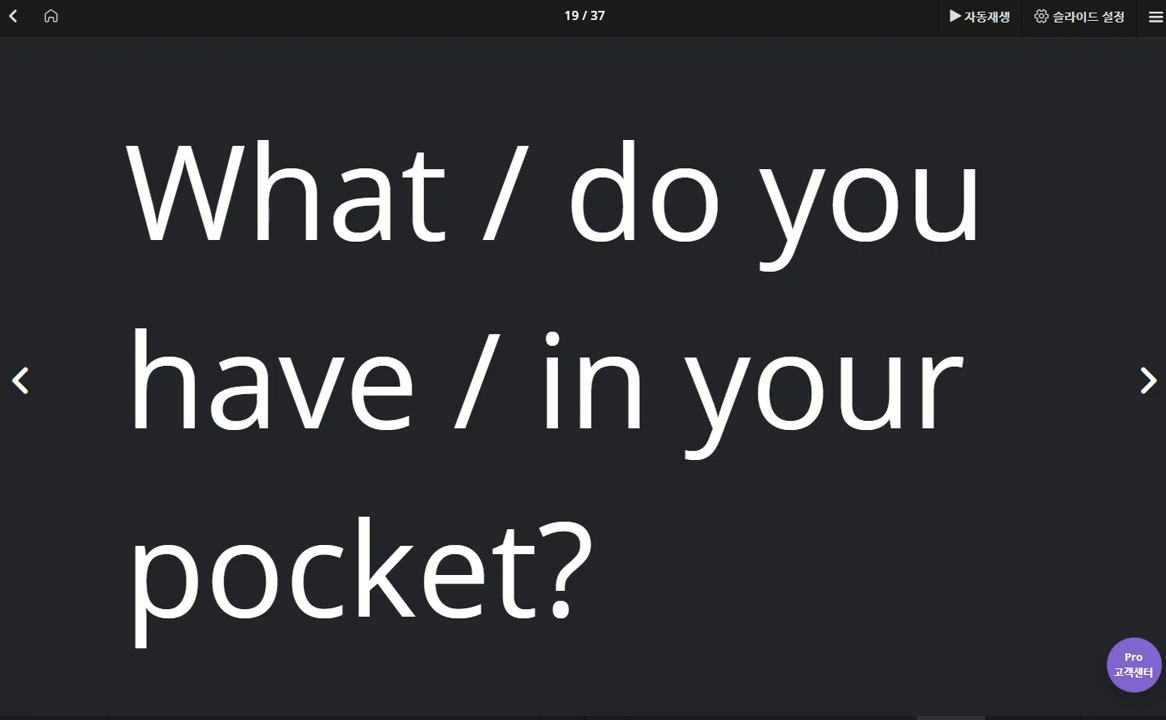 19 / 37
자동재생
슬라이드 설정
What / do you
have / in your
pocket?
Pro
고객센터